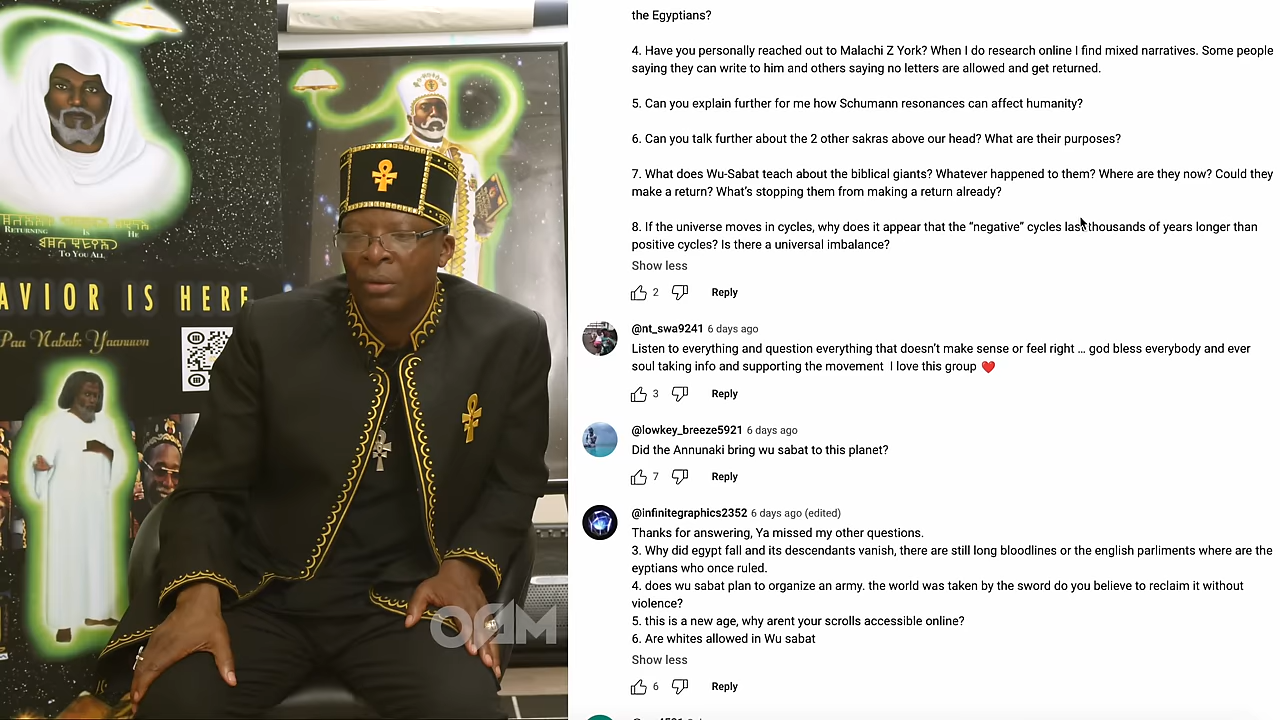 RETURNING IS HE
TO YOU ALL
AVIOR IS HERE
Paa Nabab: Yaanuwn
OAM
the Egyptians?
4. Have you personally reached out to Malachi Z York? When I do research online I find mixed narratives. Some people
saying they can write to him and others saying no letters are allowed and get returned.
5. Can you explain further for me how Schumann resonances can affect humanity?
6. Can you talk further about the 2 other sakras above our head? What are their purposes?
7. What does Wu-Sabat teach about the biblical giants? Whatever happened to them? Where are they now? Could they
make a return? What’s stopping them from making a return already?
8. If the universe moves in cycles, why does it appear that the “negative” cycles last thousands of years longer than
positive cycles? Is there a universal imbalance?
Show less
2 Reply
@nt_swa9241 6 days ago
Listen to everything and question everything that doesn’t make sense or feel right … god bless everybody and ever
soul taking info and supporting the movement I love this group ❤️
3 Reply
@lowkey_breeze5921 6 days ago
Did the Annunaki bring wu sabat to this planet?
7 Reply
@infinitegraphics2352 6 days ago (edited)
Thanks for answering, Ya missed my other questions.
3. Why did egypt fall and its descendants vanish, there are still long bloodlines or the english parliments where are the
eyptians who once ruled.
4. does wu sabat plan to organize an army. the world was taken by the sword do you believe to reclaim it without
violence?
5. this is a new age, why arent your scrolls accessible online?
6. Are whites allowed in Wu sabat
Show less
6 Reply